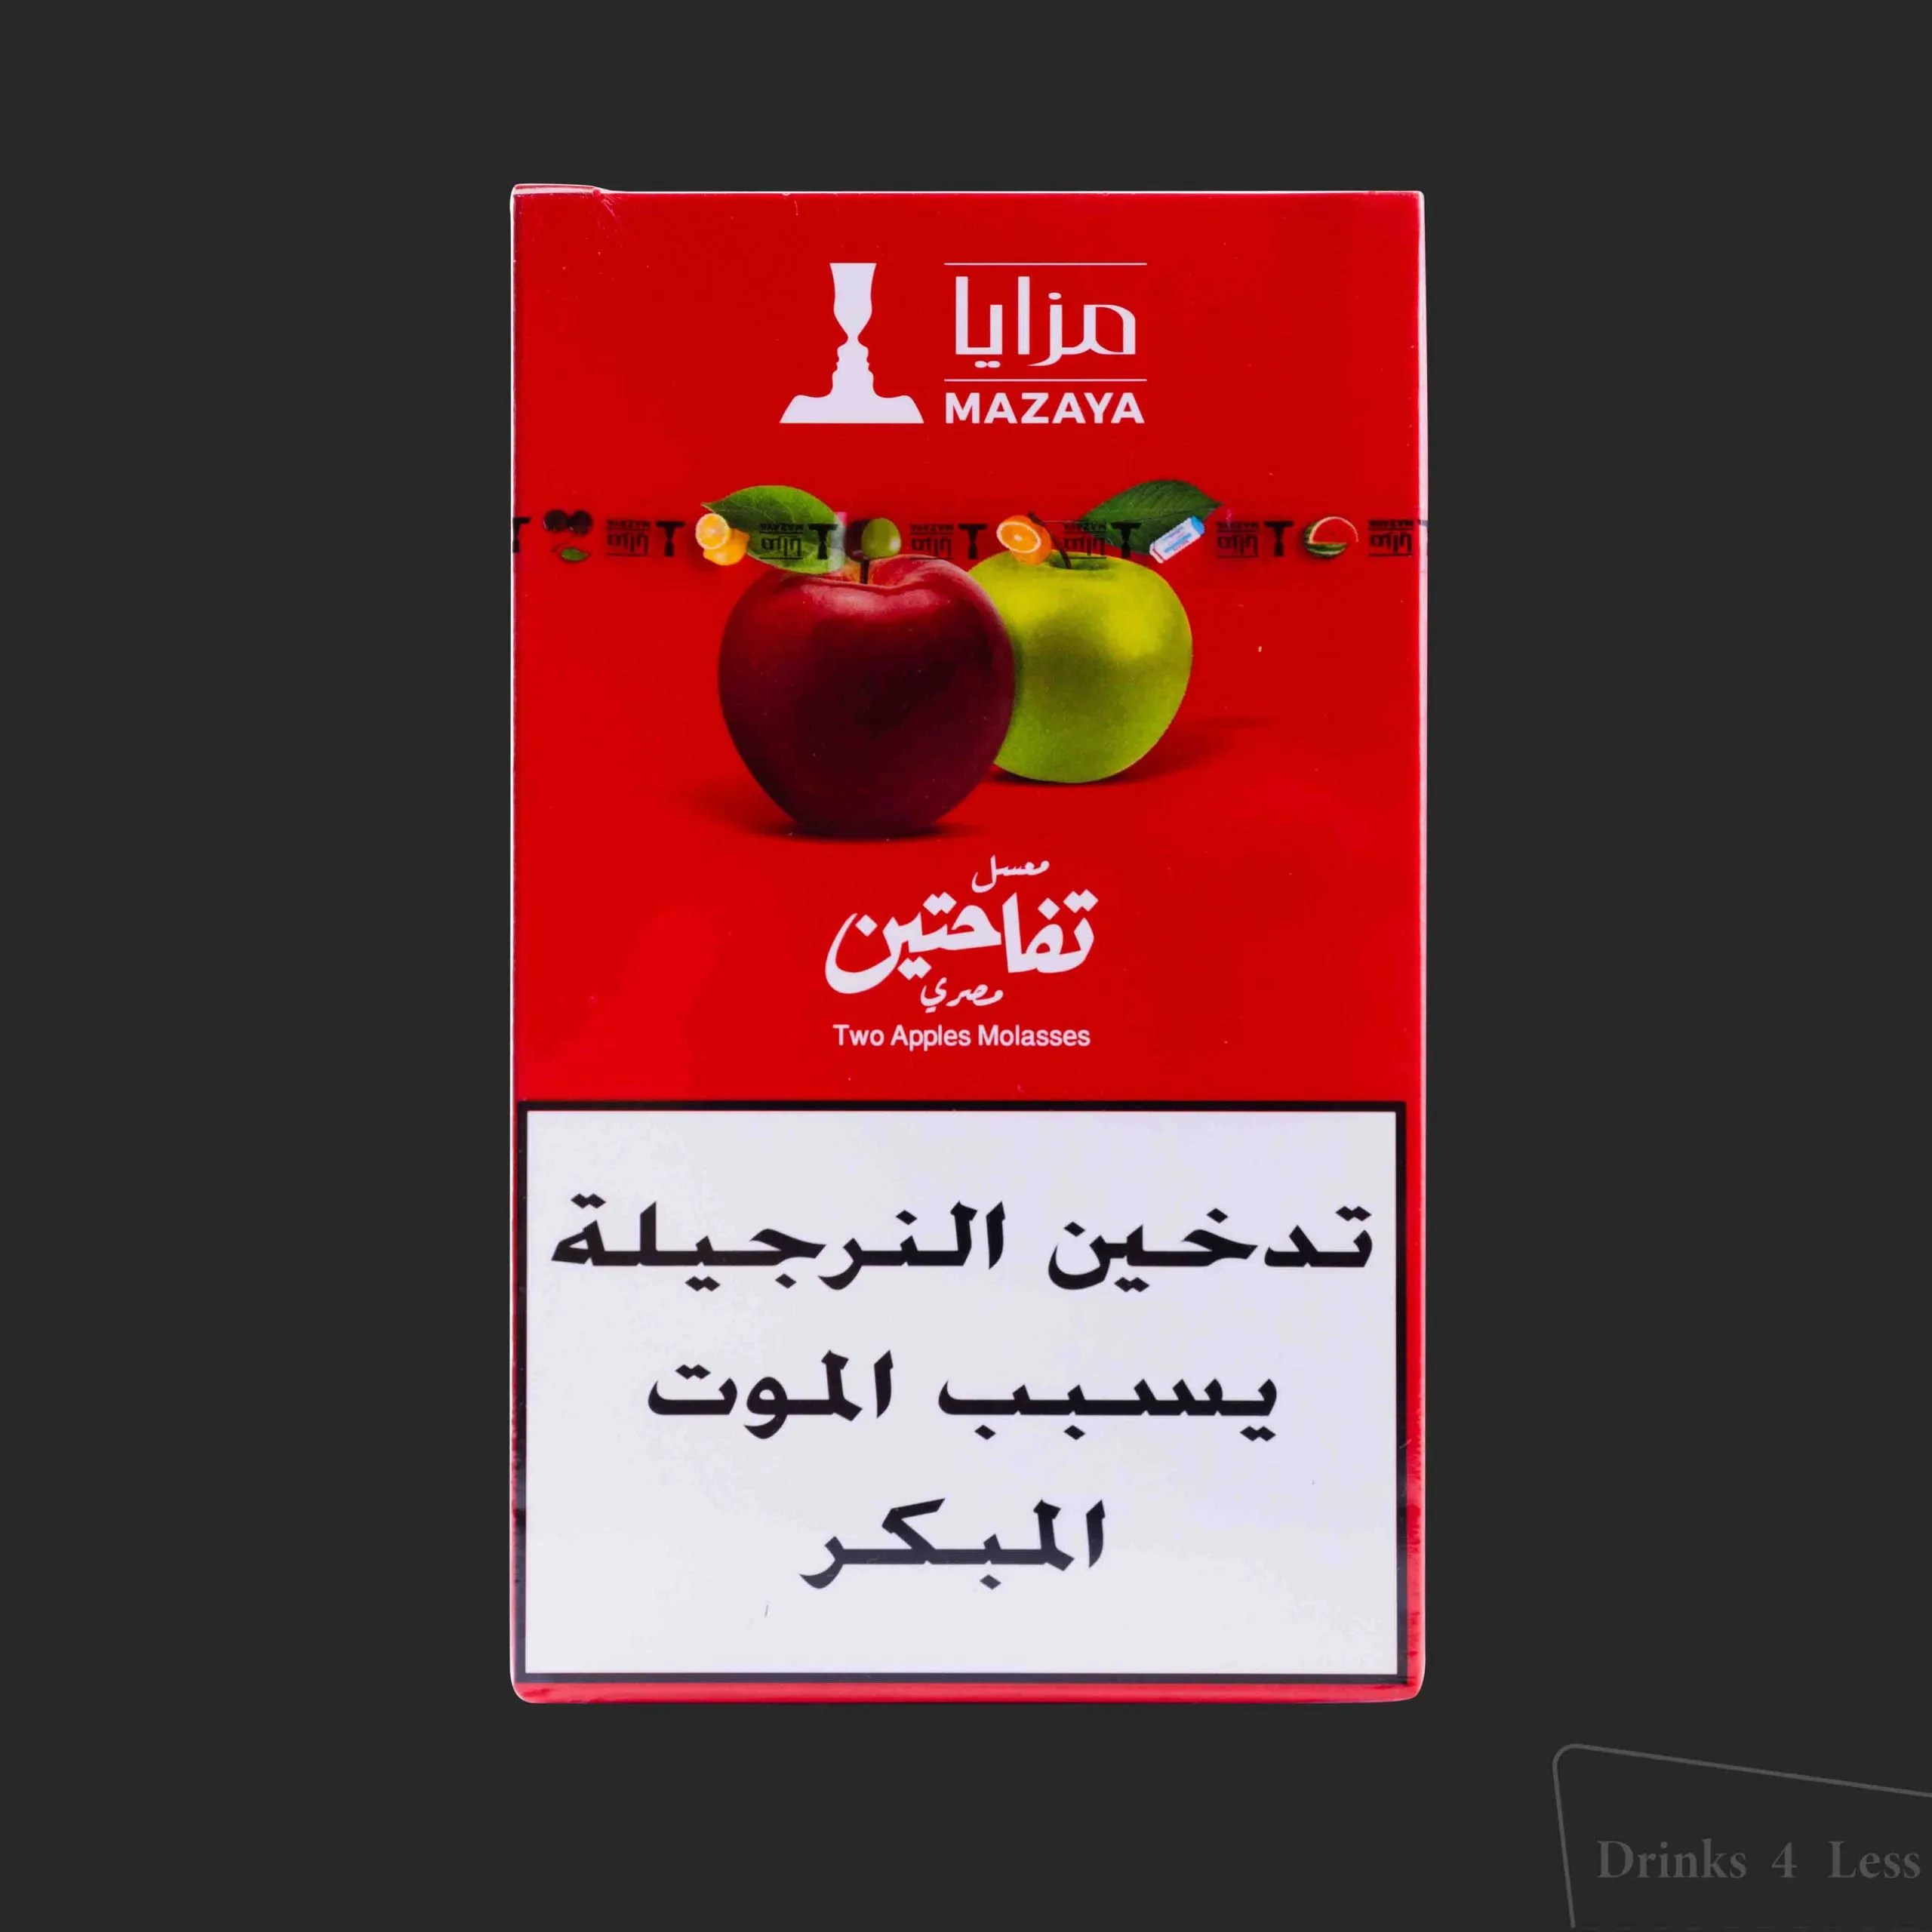 مزايا
MAZAYA
معسل
تفاحتين
مصري
Two Apples Molasses
تدخين النرجيلة
يسبب الموت
المبكر
Drinks 4 Less